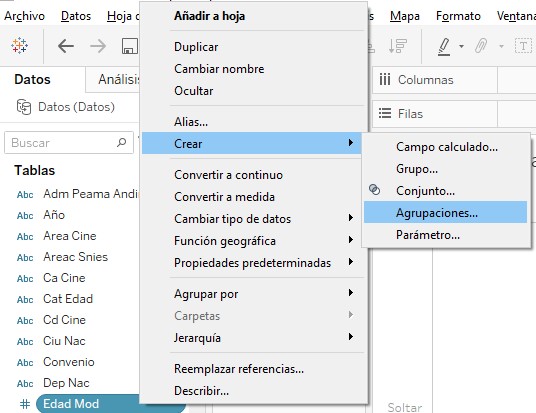 Archivo
Datos
Hoja d
Mapa
Formato
Ventana
Datos
Análisis
Datos (Datos)
Buscar
Tablas
Abc Adm Peama Andi
Abc Año
Abc Area Cine
Abc Areac Snies
Abc Ca Cine
Abc Cat Edad
Abc Cd Cine
Abc Ciu Nac
Abc Convenio
Abc Dep Nac
# Edad Mod
Añadir a hoja
Duplicar
Cambiar nombre
Ocultar
Alias...
Crear
Convertir a continuo
Convertir a medida
Cambiar tipo de datos
Función geográfica
Propiedades predeterminadas
Agrupar por
Carpetas
Jerarquía
Reemplazar referencias...
Describir...
Campo calculado...
Grupo...
Conjunto...
Agrupaciones...
Parámetro...
Columnas
Filas
Soltar